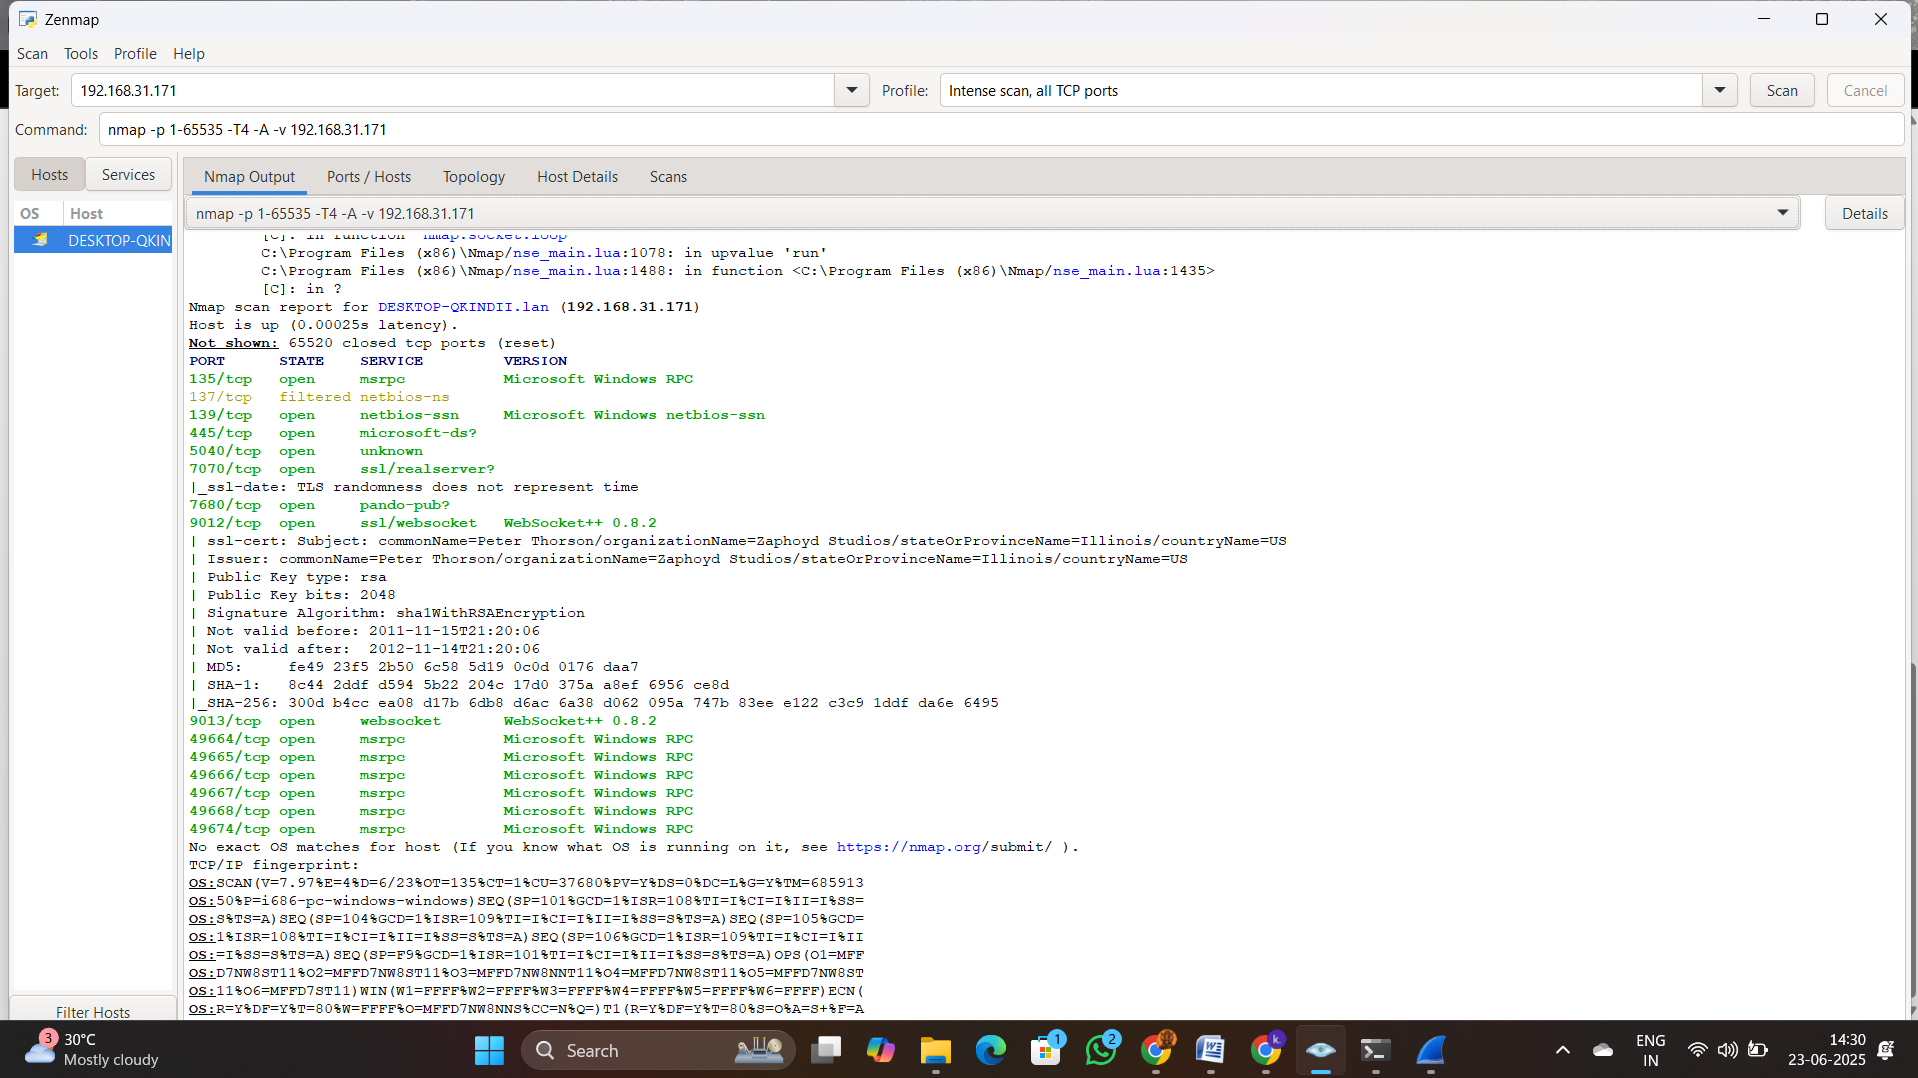 Zenmap
Scan Tools Profile Help
Target: 192.168.31.171 Profile: Intense scan, all TCP ports Scan Cancel
Command: nmap -p 1-65535 -T4 -A -v 192.168.31.171
Hosts Services Nmap Output Ports / Hosts Topology Host Details Scans
OS Host nmap -p 1-65535 -T4 -A -v 192.168.31.171 Details
DESKTOP-QKIN
[C]: in function 'nmap.socket.loop'
C:\Program Files (x86)\Nmap/nse_main.lua:1078: in upvalue 'run'
C:\Program Files (x86)\Nmap/nse_main.lua:1488: in function <C:\Program Files (x86)\Nmap/nse_main.lua:1435>
[C]: in ?
Nmap scan report for DESKTOP-QKINDII.lan (192.168.31.171)
Host is up (0.00025s latency).
Not shown: 65520 closed tcp ports (reset)
PORT STATE SERVICE VERSION
135/tcp open msrpc Microsoft Windows RPC
137/tcp filtered netbios-ns
139/tcp open netbios-ssn Microsoft Windows netbios-ssn
445/tcp open microsoft-ds?
5040/tcp open unknown
7070/tcp open ssl/realserver?
|_ssl-date: TLS randomness does not represent time
7680/tcp open pando-pub?
9012/tcp open ssl/websocket WebSocket++ 0.8.2
| ssl-cert: Subject: commonName=Peter Thorson/organizationName=Zaphoyd Studios/stateOrProvinceName=Illinois/countryName=US
| Issuer: commonName=Peter Thorson/organizationName=Zaphoyd Studios/stateOrProvinceName=Illinois/countryName=US
| Public Key type: rsa
| Public Key bits: 2048
| Signature Algorithm: sha1WithRSAEncryption
| Not valid before: 2011-11-15T21:20:06
| Not valid after: 2012-11-14T21:20:06
| MD5: fe49 23f5 2b50 6c58 5d19 0c0d 0176 daa7
| SHA-1: 8c44 2ddf d594 5b22 204c 17d0 375a a8ef 6956 ce8d
|_SHA-256: 300d b4cc ea08 d17b 6db8 d6ac 6a38 d062 095a 747b 83ee e122 c3c9 1ddf da6e 6495
9013/tcp open websocket WebSocket++ 0.8.2
49664/tcp open msrpc Microsoft Windows RPC
49665/tcp open msrpc Microsoft Windows RPC
49666/tcp open msrpc Microsoft Windows RPC
49667/tcp open msrpc Microsoft Windows RPC
49668/tcp open msrpc Microsoft Windows RPC
49674/tcp open msrpc Microsoft Windows RPC
No exact OS matches for host (If you know what OS is running on it, see https://nmap.org/submit/ ).
TCP/IP fingerprint:
OS:SCAN(V=7.97%E=4%D=6/23%OT=135%CT=1%CU=37680%PV=Y%DS=0%DC=L%G=Y%TM=685913
OS:50%P=i686-pc-windows-windows)SEQ(SP=101%GCD=1%ISR=108%TI=I%CI=I%II=I%SS=
OS:S%TS=A)SEQ(SP=104%GCD=1%ISR=109%TI=I%CI=I%II=I%SS=S%TS=A)SEQ(SP=105%GCD=
OS:1%ISR=108%TI=I%CI=I%II=I%SS=S%TS=A)SEQ(SP=106%GCD=1%ISR=109%TI=I%CI=I%II
OS:=I%SS=S%TS=A)SEQ(SP=F9%GCD=1%ISR=101%TI=I%CI=I%II=I%SS=S%TS=A)OPS(O1=MFF
OS:D7NW8ST11%O2=MFFD7NW8ST11%O3=MFFD7NW8NNT11%O4=MFFD7NW8ST11%O5=MFFD7NW8ST
OS:11%O6=MFFD7ST11)WIN(W1=FFFF%W2=FFFF%W3=FFFF%W4=FFFF%W5=FFFF%W6=FFFF)ECN(
OS:R=Y%DF=Y%T=80%W=FFFF%O=MFFD7NW8NNS%CC=N%Q=)T1(R=Y%DF=Y%T=80%S=O%A=S+%F=A
Filter Hosts
3 30°C
Mostly cloudy
Search
1
2
k.
ENG
IN
14:30
23-06-2025